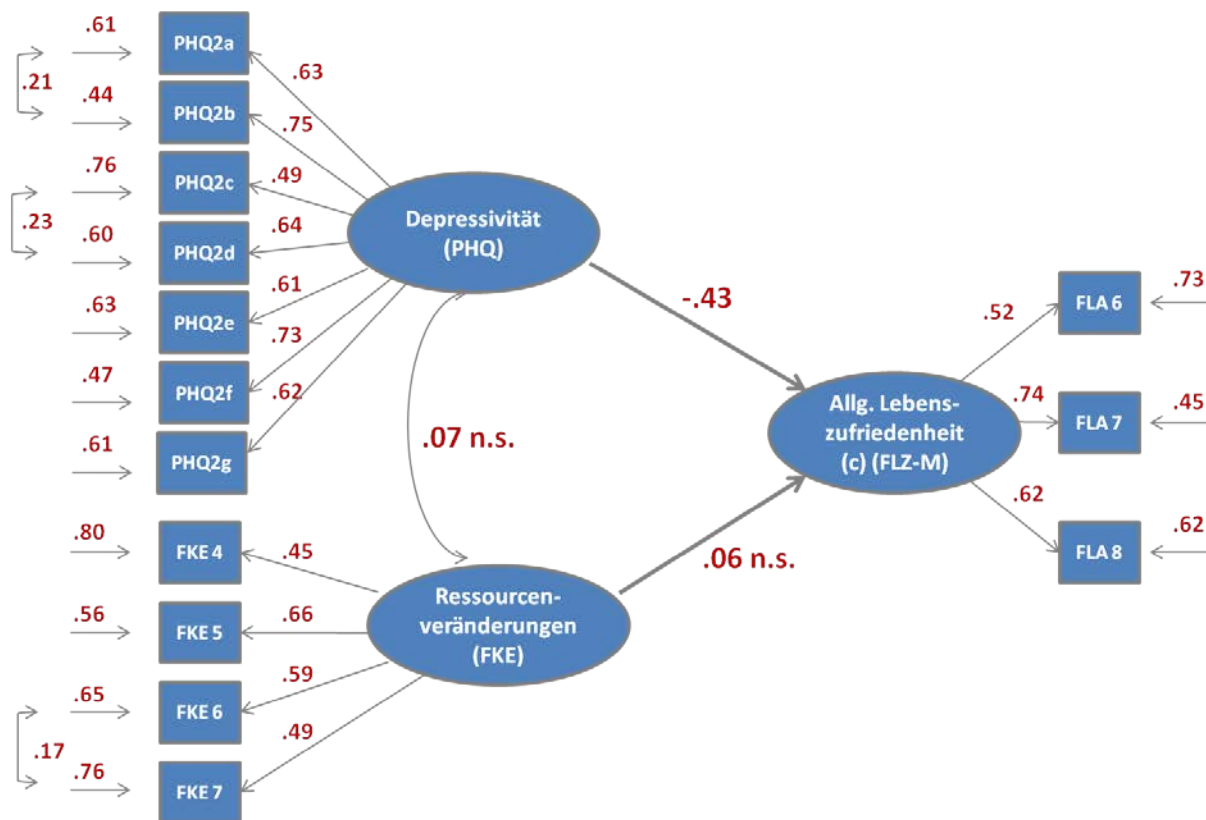 .61
PHQ2a
.63
.21
.44
PHQ2b
.75
.76
PHQ2c
.49
.23
.60
PHQ2d
.64
Depressivität
(PHQ)
.63
PHQ2e
.61
.47
PHQ2f
.73
.61
PHQ2g
.62
-.43
.07 n.s.
.06 n.s.
.80
FKE 4
.45
.56
FKE 5
.66
Ressourcen-
veränderungen
(FKE)
.65
FKE 6
.59
.17
.76
FKE 7
.49
Allg. Lebens-
zufriedenheit
(c) (FLZ-M)
.52
FLA 6
.73
.74
FLA 7
.45
.62
FLA 8
.62